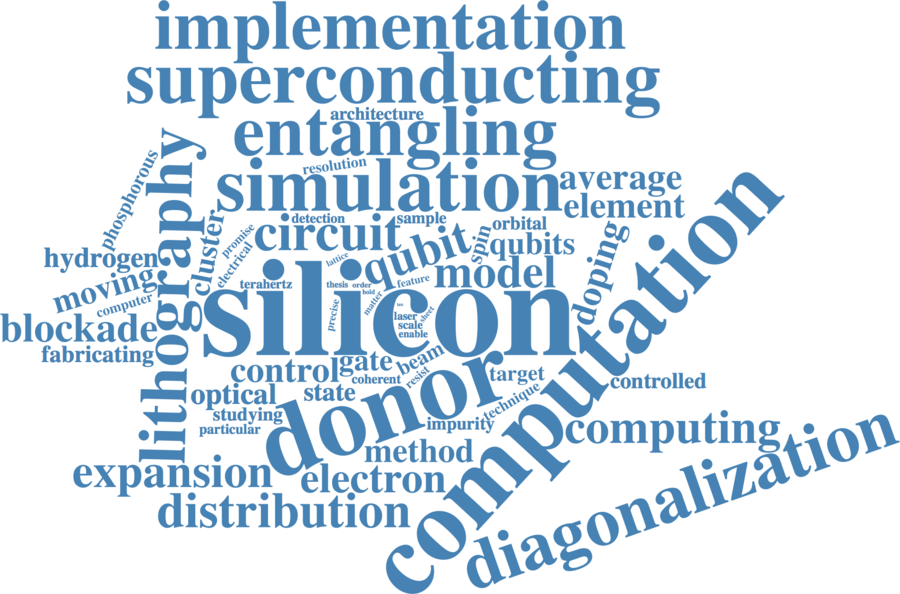 implementation
superconducting
architecture
entangling
resolution
simulation
average
element
phosphorous
lithography
cluster
promise
electrical
detection
sample
orbital
circuit
qubit
spin
qubits
doping
hydrogen
moving
computer
blockade
fabricating
terahertz
lattice
thesis
order
bold
feature
model
silicon
precise
matter
laser
scale
enable
sheet
computation
control
gate
beam
coherent
resist
target
controlled
optical
state
studying
particular
donor
technique
impurity
computing
method
expansion
electron
distribution
diagonalization